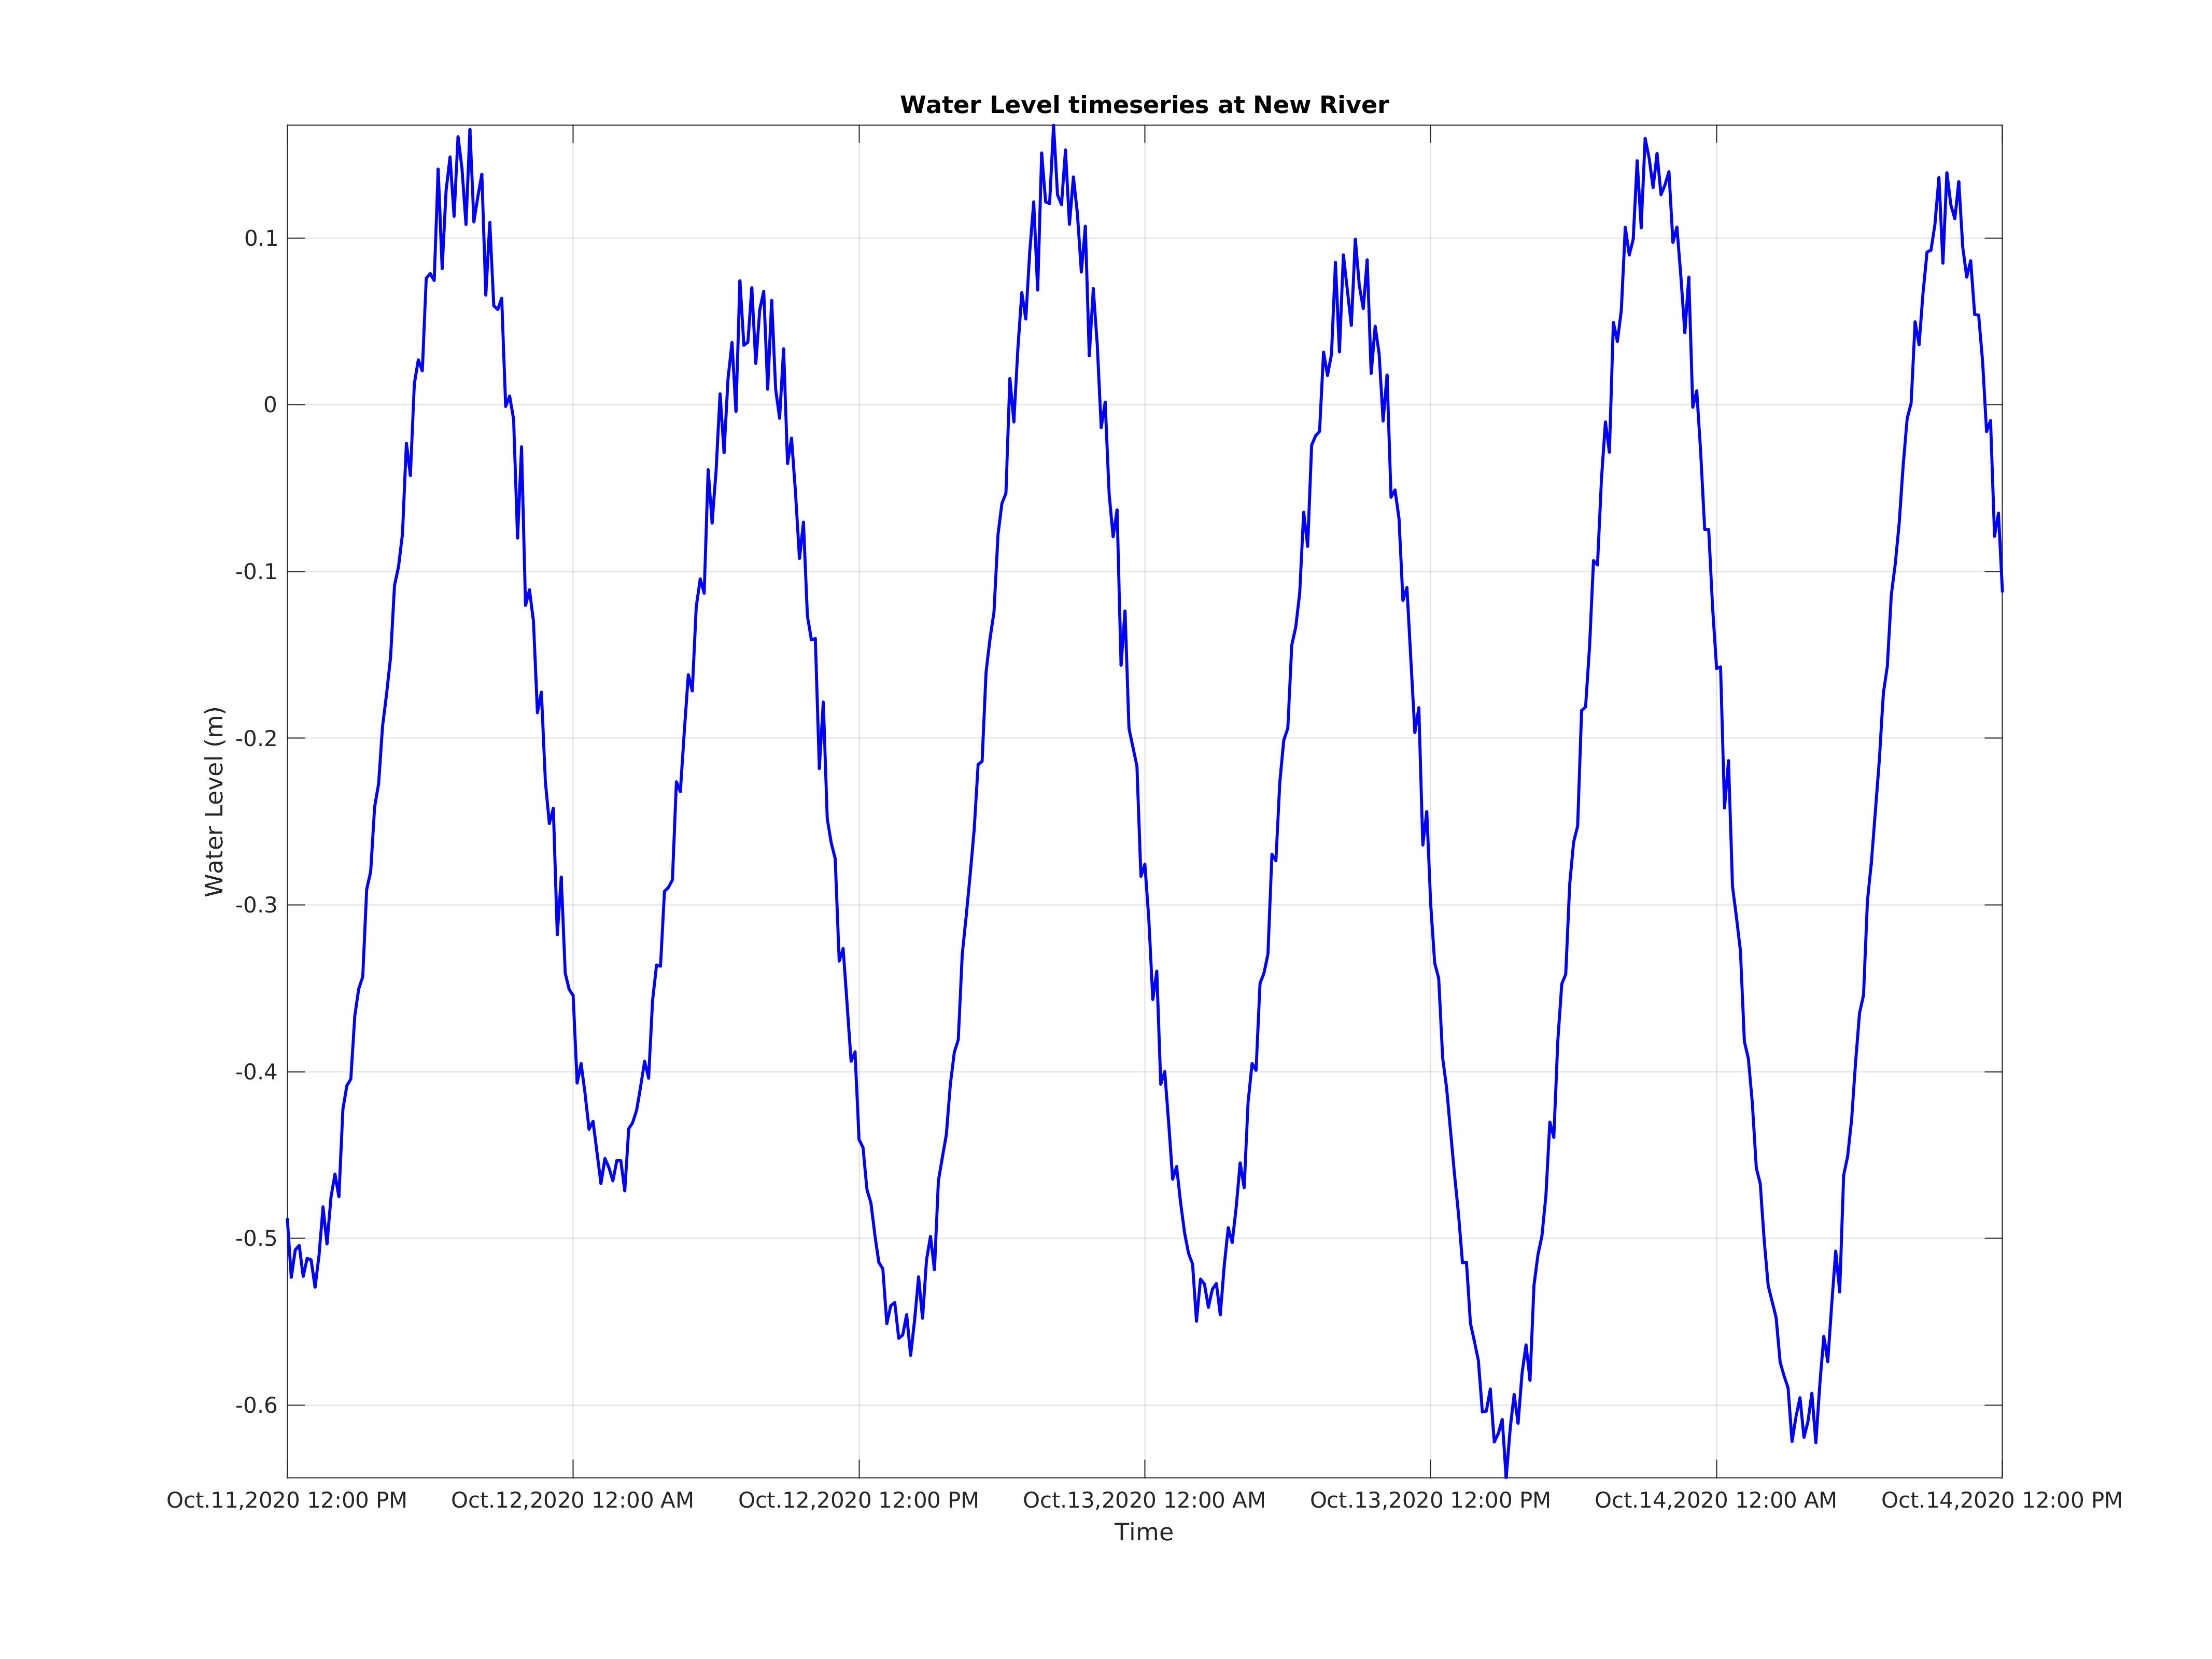 Water Level timeseries at New River
0.1
0
-0.1
-0.2
-0.3
-0.4
-0.5
-0.6
Water Level (m)
Oct.11,2020 12:00 PM Oct.12,2020 12:00 AM Oct.12,2020 12:00 PM Oct.13,2020 12:00 AM Oct.13,2020 12:00 PM Oct.14,2020 12:00 AM Oct.14,2020 12:00 PM
Time